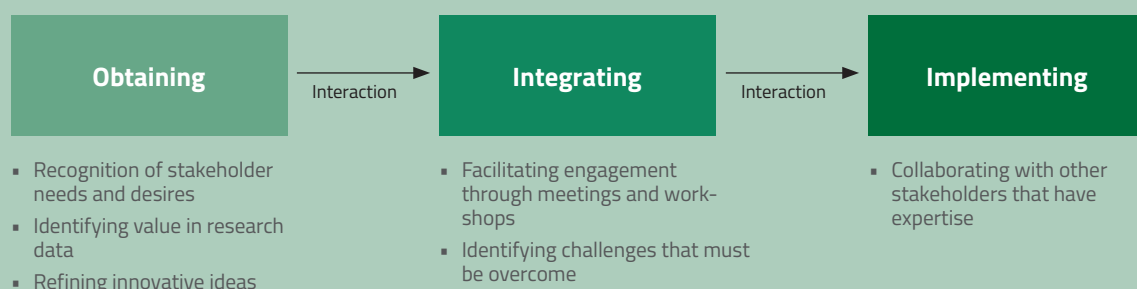 Obtaining
Interaction
Integrating
Interaction
Implementing
▪ Recognition of stakeholder
needs and desires
▪ Identifying value in research
data
▪ Refining innovative ideas
▪ Facilitating engagement
through meetings and work-
shops
▪ Identifying challenges that must
be overcome
▪ Collaborating with other
stakeholders that have
expertise